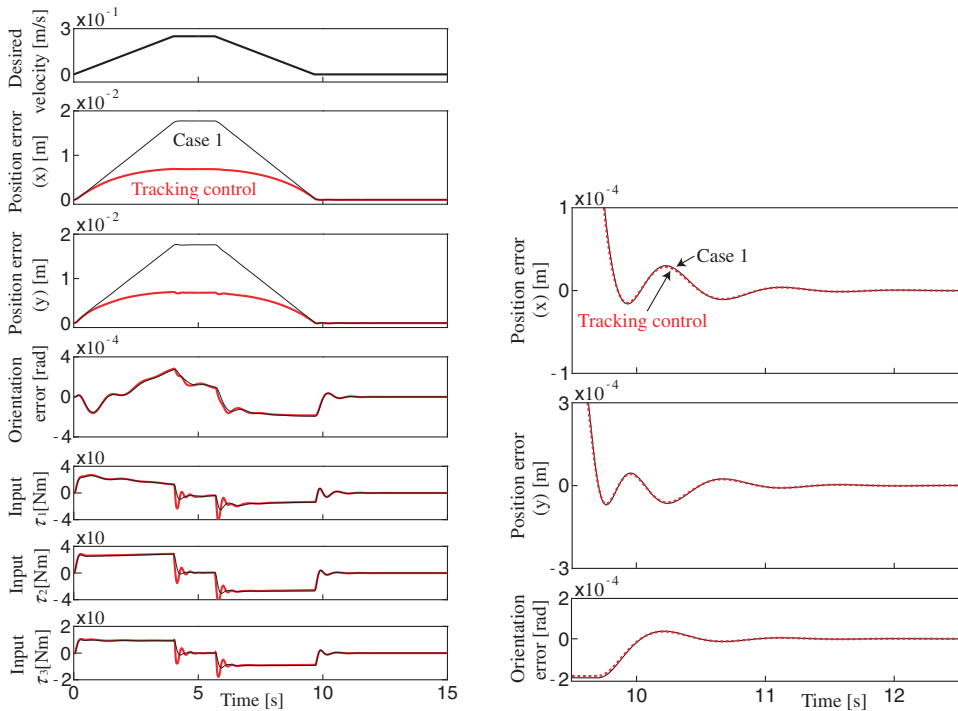 x10-1
Desired
velocity [m/s]
3
0
x10-2
Position error
(x) [m]
2
1
0
Case 1
Tracking control
x10-2
Position error
(y) [m]
2
1
0
x10-4
Orientation
error [rad]
4
0
- 4
x10
Input
τ1[Nm]
4
0
- 4
x10
Input
τ2[Nm]
4
0
- 4
x10
Input
τ3[Nm]
2
0
- 2
0 5 10 15
Time [s]
x10-4
Position error
(x) [m]
1
0
- 1
Case 1
Tracking control
x10-4
Position error
(y) [m]
3
0
- 3
x10-4
Orientation
error [rad]
2
0
- 2
10 11 12
Time [s]